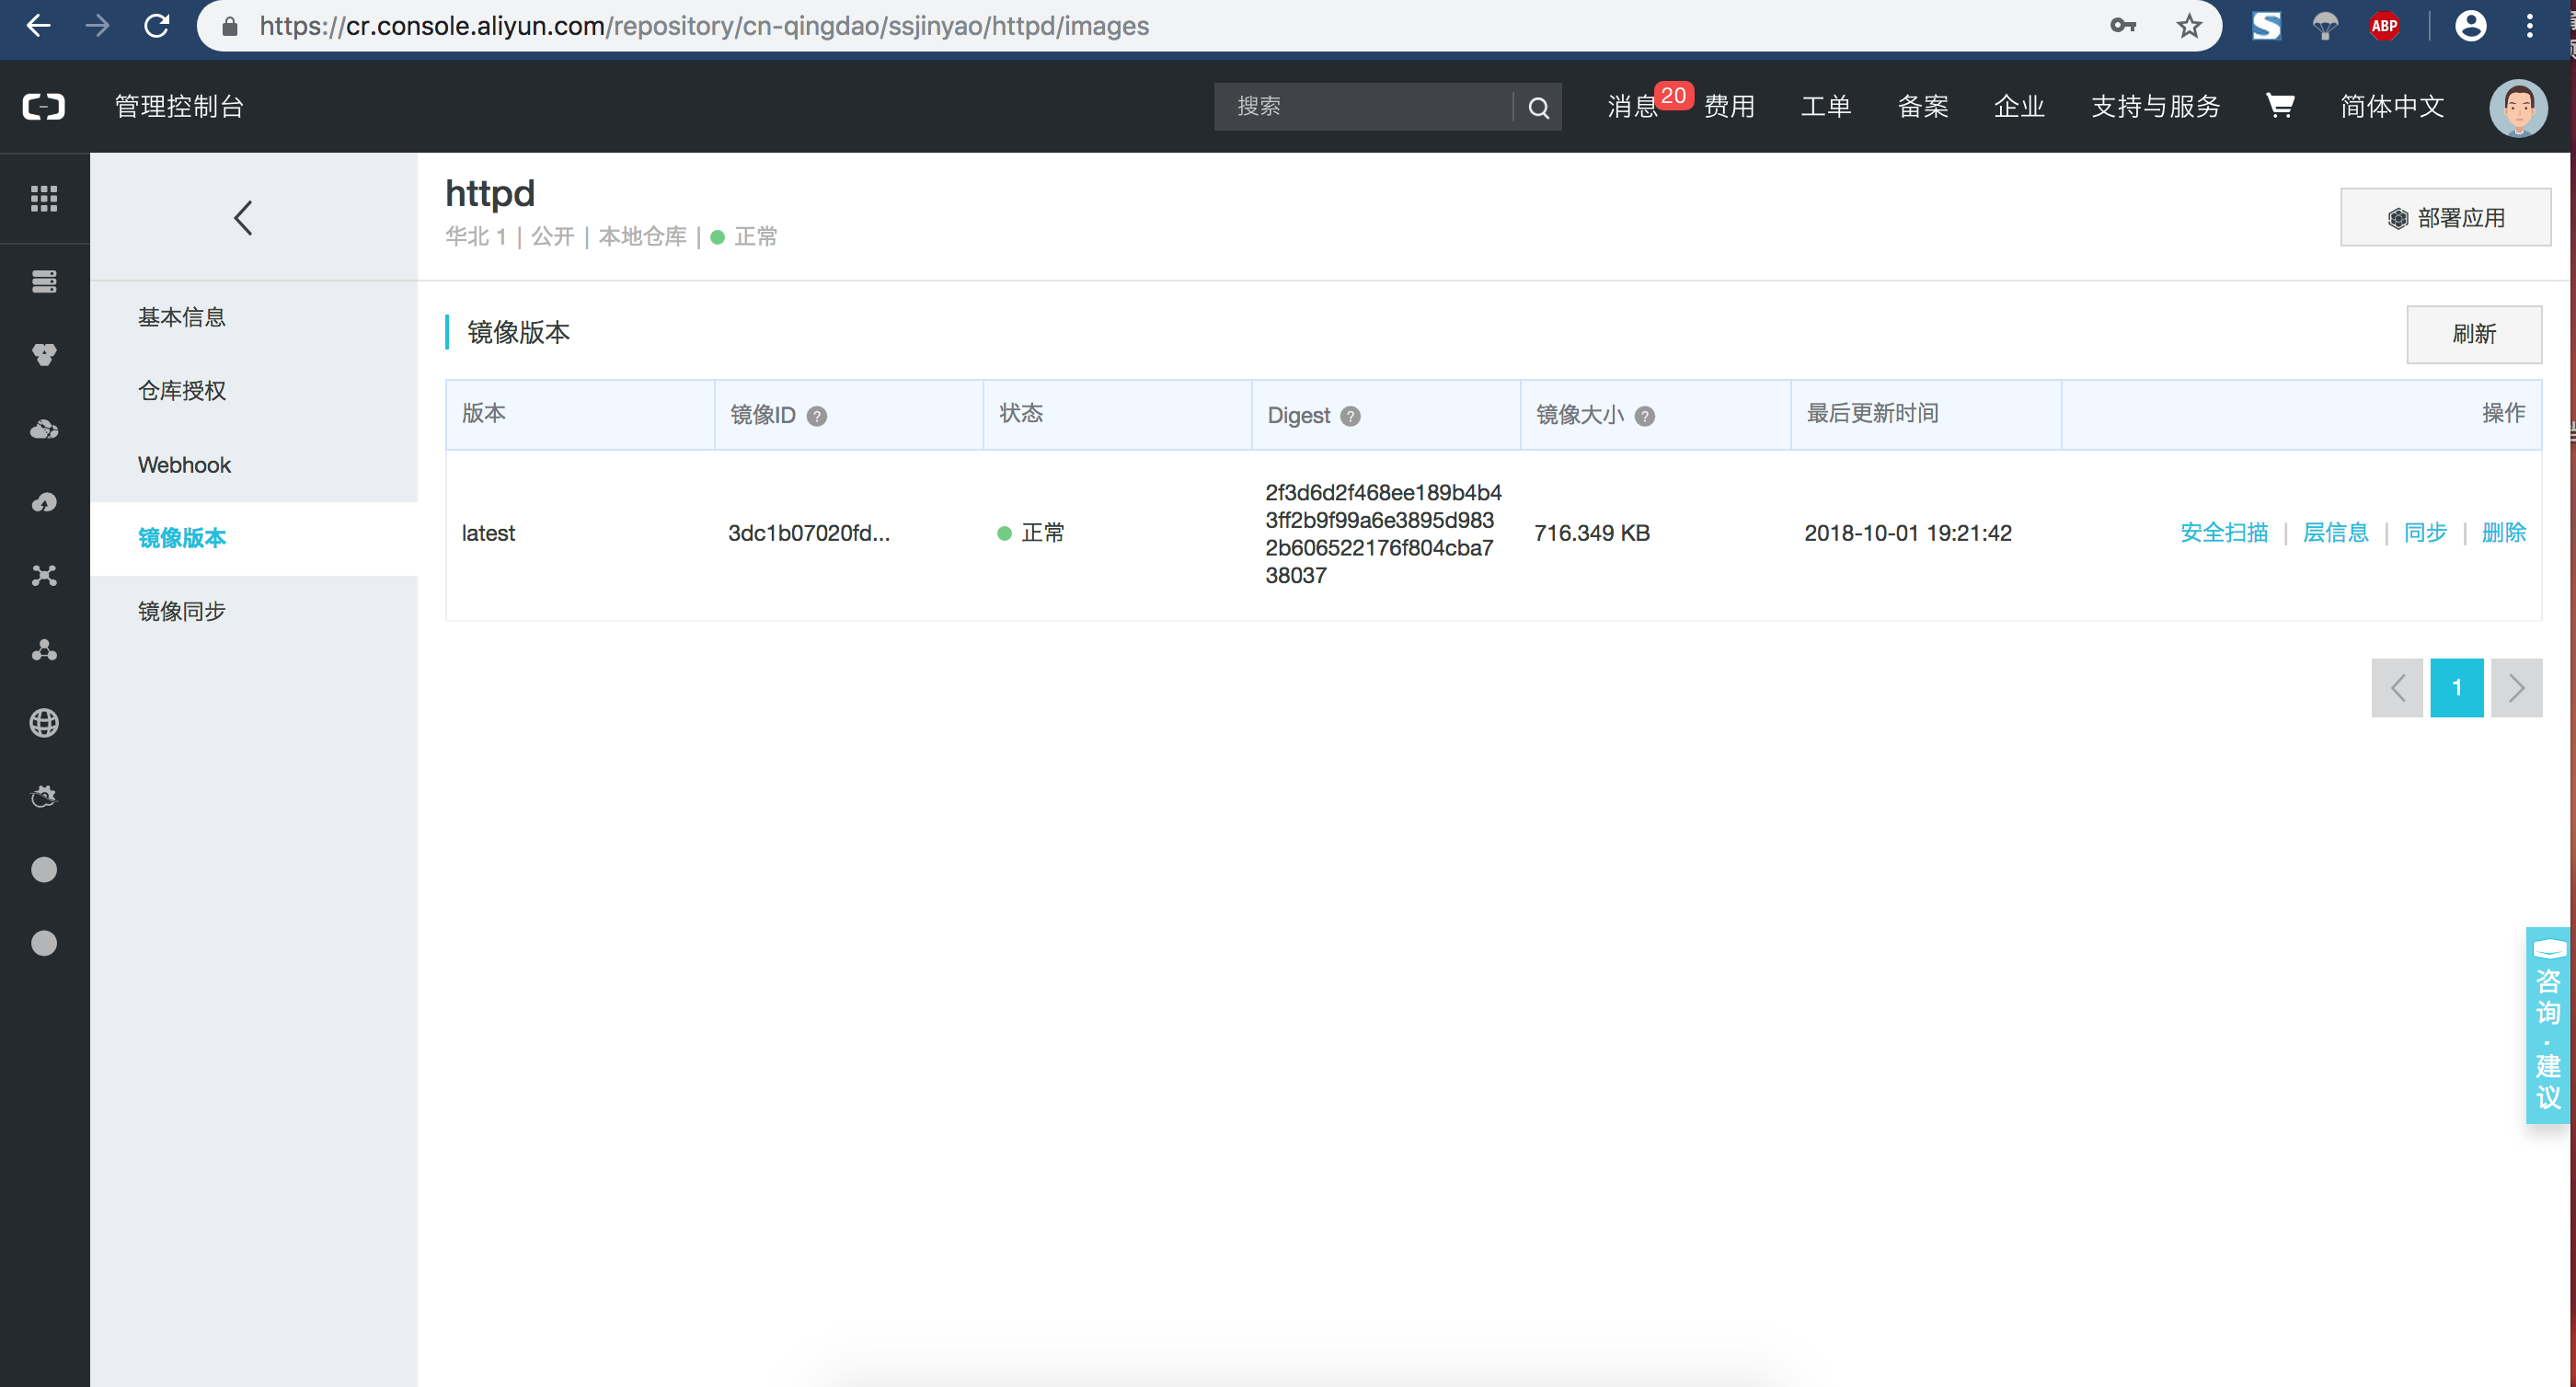 https://cr.console.aliyun.com/repository/cn-qingdao/ssjinyao/httpd/images
ABP
管理控制台
搜索
消息 20 费用 工单 备案 企业 支持与服务 简体中文
httpd
华北 1 | 公开 | 本地仓库 | 正常
部署应用
基本信息
仓库授权
Webhook
镜像版本
镜像同步
镜像版本
刷新
版本 镜像ID ? 状态 Digest ? 镜像大小 ? 最后更新时间 操作
latest 3dc1b07020fd... 正常 2f3d6d2f468ee189b4b4
3ff2b9f99a6e3895d983
2b606522176f804cba7
38037
716.349 KB 2018-10-01 19:21:42 安全扫描 | 层信息 | 同步 | 删除
1
咨询·建议